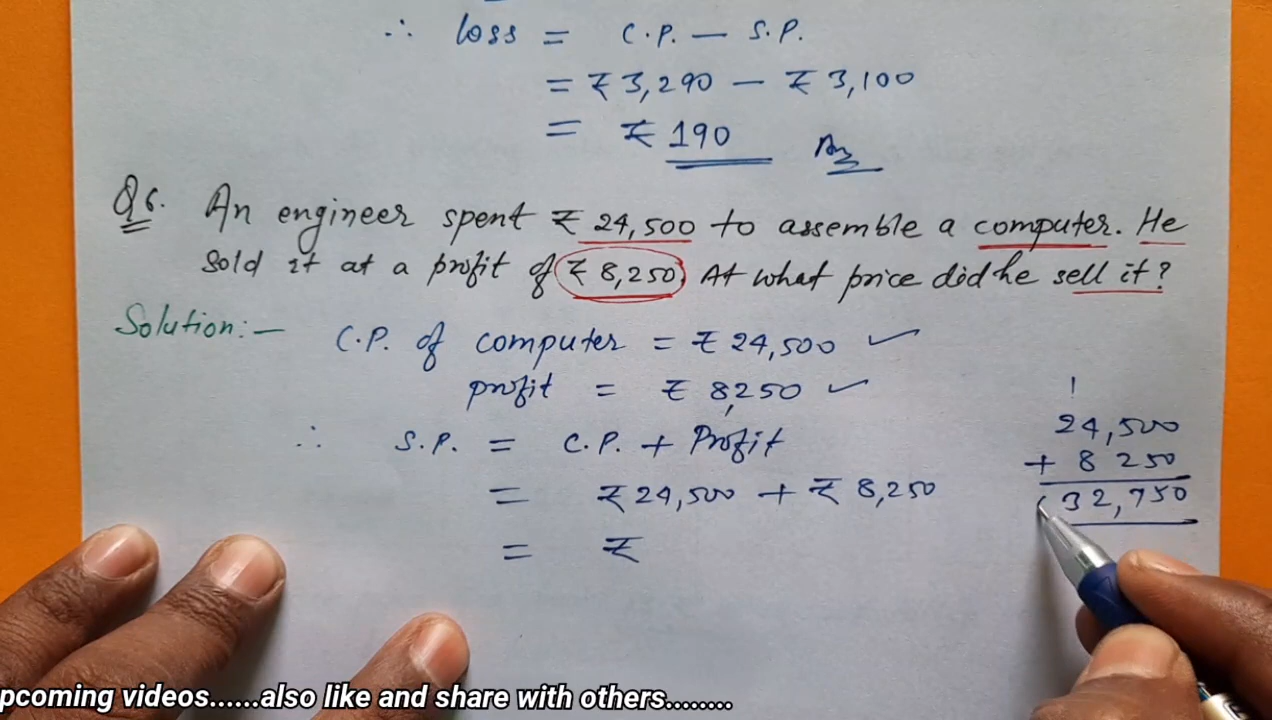 ∴ loss = C.P. – S.P.
= ₹ 3,290 – ₹ 3,100
= ₹ 190 Ans
Q6. An engineer spent ₹ 24,500 to assemble a computer. He
sold it at a profit of ₹ 8,250. At what price did he sell it?
Solution:–
C.P. of computer = ₹ 24,500 ✓
profit = ₹ 8,250 ✓
∴ S.P. = C.P. + Profit
= ₹ 24,500 + ₹ 8,250
= ₹
1
24,500
+ 8 250
32,750
pcoming videos......also like and share with others........